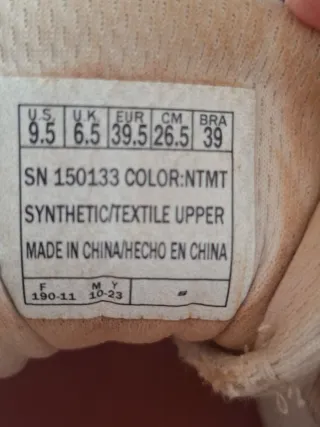 U.S. U.K. EUR CM BRA
9.5 6.5 39.5 26.5 39
SN 150133 COLOR:NTMT
SYNTHETIC/TEXTILE UPPER
MADE IN CHINA/HECHO EN CHINA
F M Y
190-11 10-23